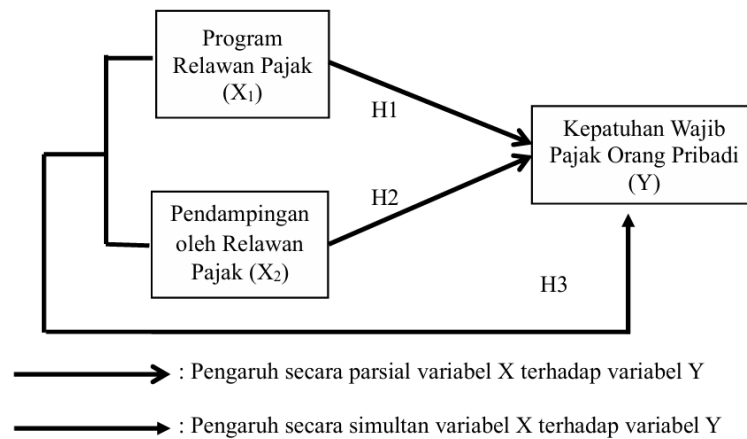 Program
Relawan Pajak
(X₁)
H1
Kepatuhan Wajib
Pajak Orang Pribadi
(Y)
H2
Pendampingan
oleh Relawan
Pajak (X₂)
H3
: Pengaruh secara parsial variabel X terhadap variabel Y
: Pengaruh secara simultan variabel X terhadap variabel Y